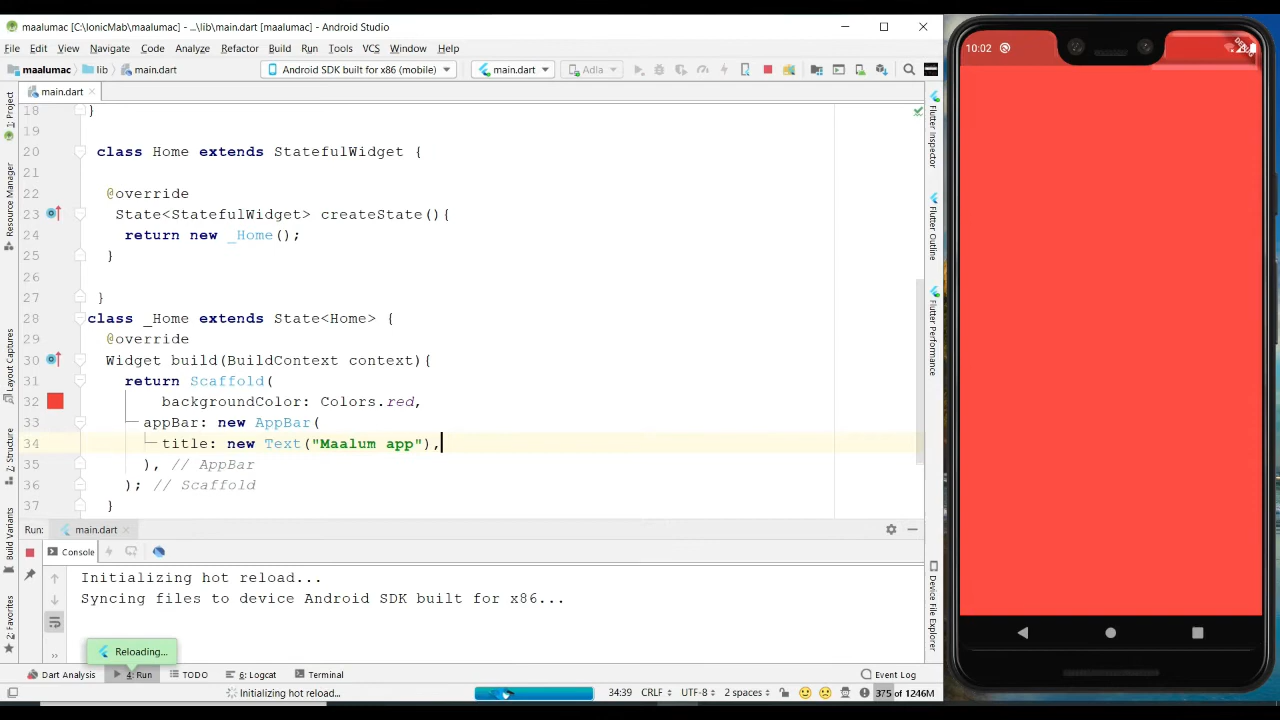 maalumac [C:\IonicMab\maalumac] - ...\lib\main.dart [maalumac] - Android Studio
File Edit View Navigate Code Analyze Refactor Build Run Tools VCS Window Help
maalumac lib main.dart Android SDK built for x86 (mobile) main.dart Adla
main.dart
18 }
19
20 class Home extends StatefulWidget {
21
22 @override
23 State<StatefulWidget> createState(){
24 return new _Home();
25 }
26
27 }
28 class _Home extends State<Home> {
29 @override
30 Widget build(BuildContext context){
31 return Scaffold(
32 backgroundColor: Colors.red,
33 appBar: new AppBar(
34 title: new Text("Maalum app"),
35 ), // AppBar
36 ); // Scaffold
37 }
Run: main.dart
Console
Initializing hot reload...
Syncing files to device Android SDK built for x86...
Reloading...
Dart Analysis 4: Run TODO 6: Logcat Terminal Event Log
Initializing hot reload... 34:39 CRLF UTF-8 2 spaces 375 of 1246M
1: Project
Resource Manager
Layout Captures
7: Structure
Build Variants
2: Favorites
Flutter Inspector
Flutter Outline
Flutter Performance
Device File Explorer
10:02